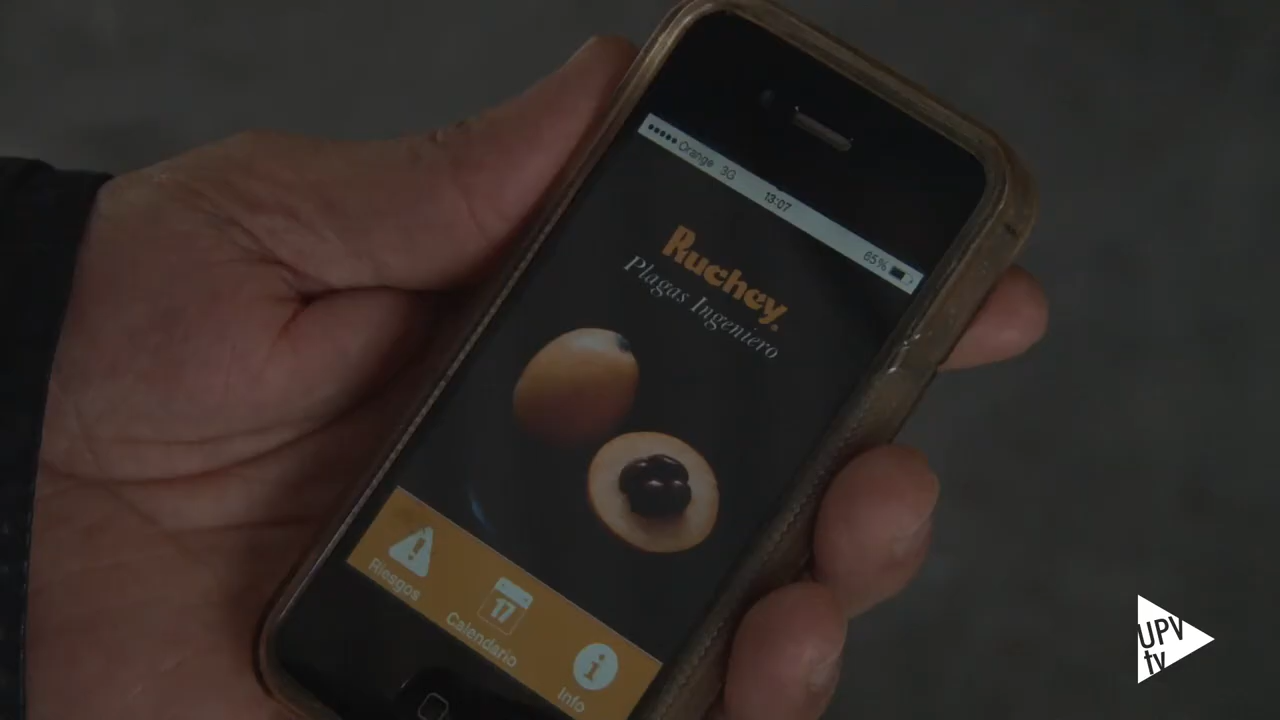 Orange 3G 13:07 65%
Ruchey
Plagas Ingeniero
Riesgos
17
Calendario
Info
UPV
tv